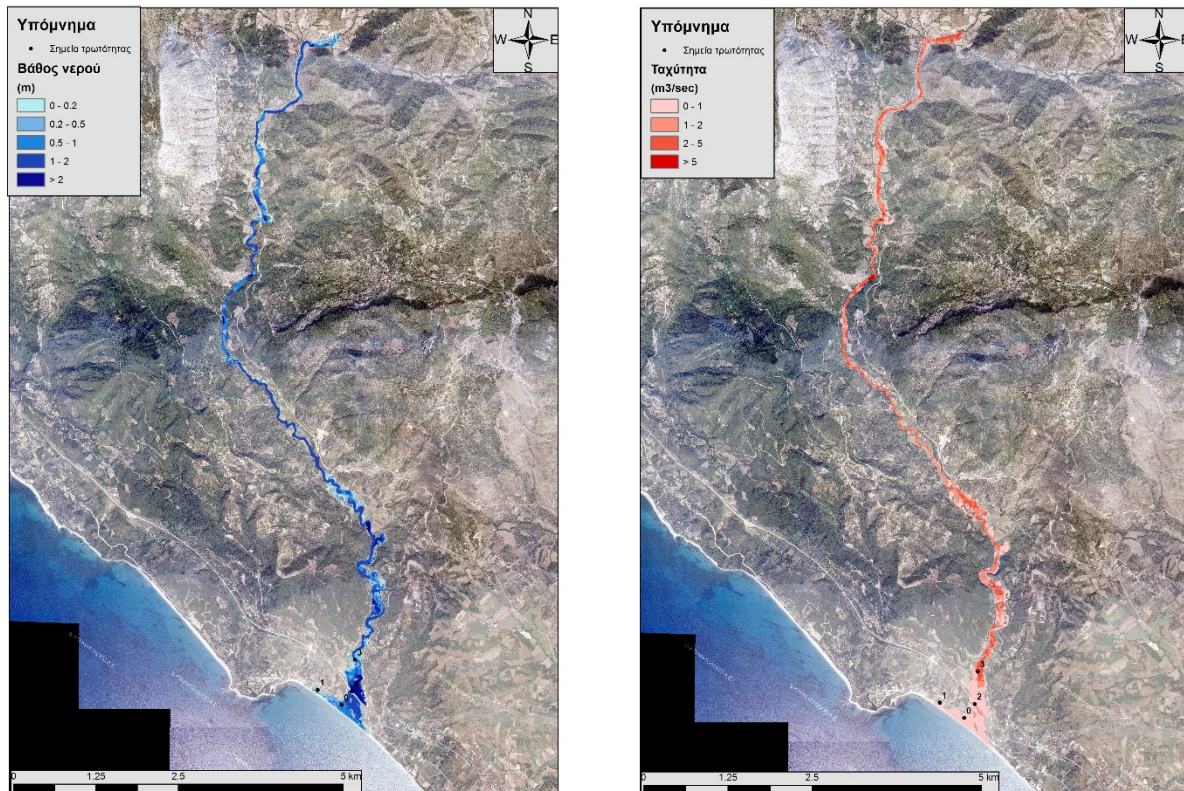 Υπόμνημα
• Σημεία τρωτότητας
Βάθος νερού
(m)
0 - 0.2
0.2 - 0.5
0.5 - 1
1 - 2
> 2
N
W E
S
3
1
0
0 1.25 2.5 5 km
Υπόμνημα
• Σημεία τρωτότητας
Ταχύτητα
(m3/sec)
0 - 1
1 - 2
2 - 5
> 5
N
W E
S
3
1
2
0
0 1.25 2.5 5 km